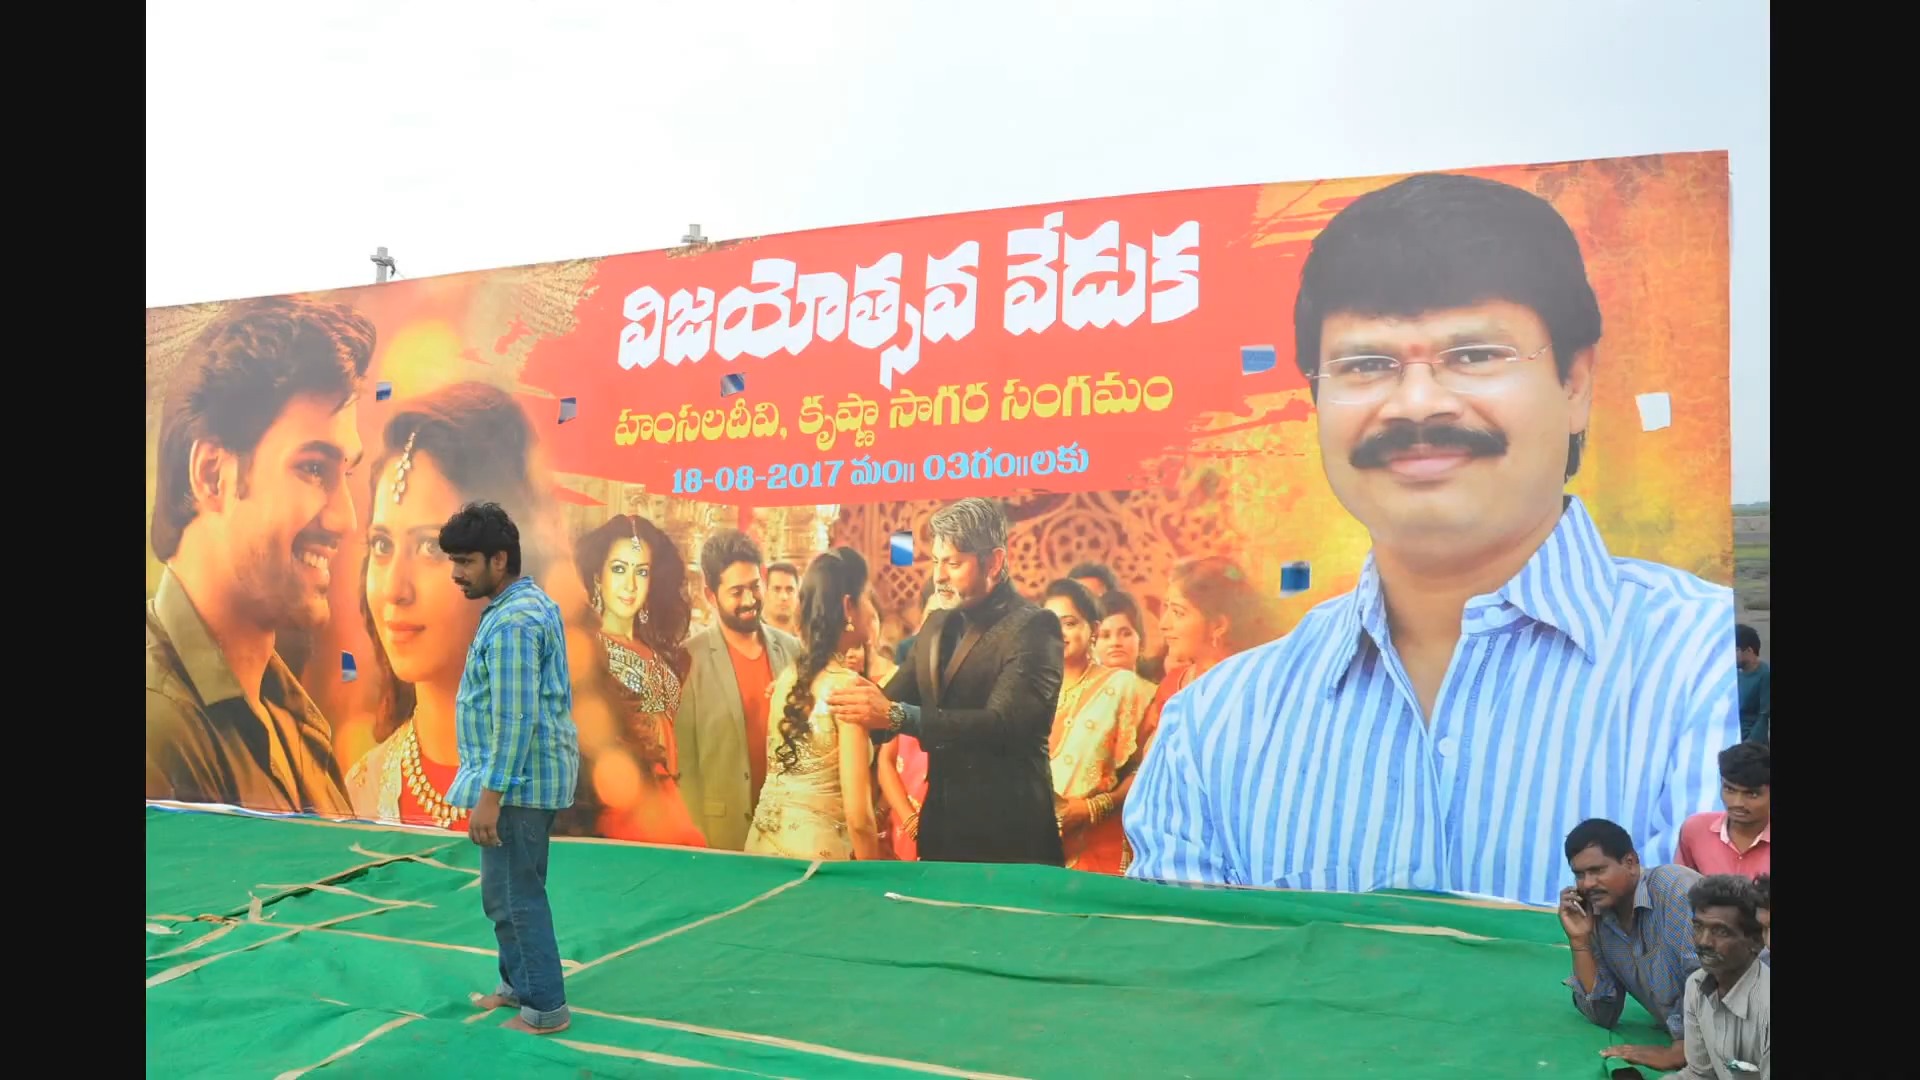 విజయోత్సవ వేడుక
హంసలదీవి, కృష్ణా సాగర సంగమం
18-08-2017 మం॥ 03గం॥లకు